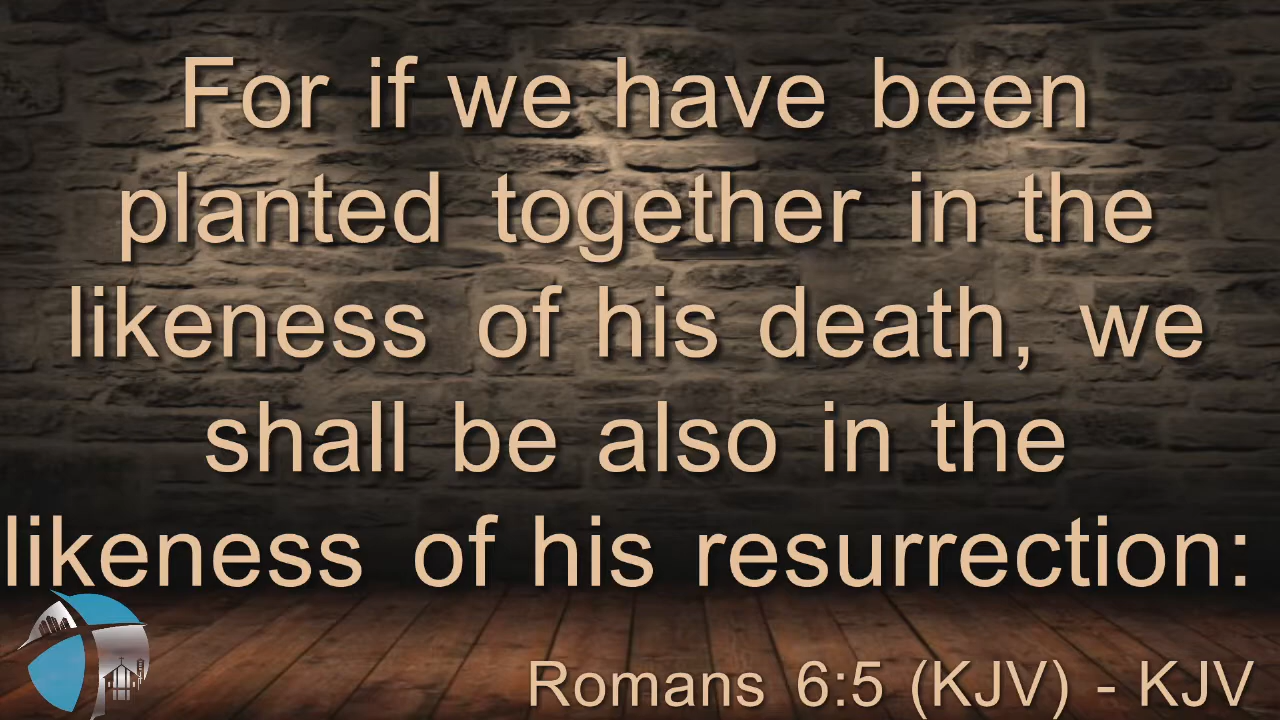 For if we have been
planted together in the
likeness of his death, we
shall be also in the
likeness of his resurrection:
Romans 6:5 (KJV) - KJV